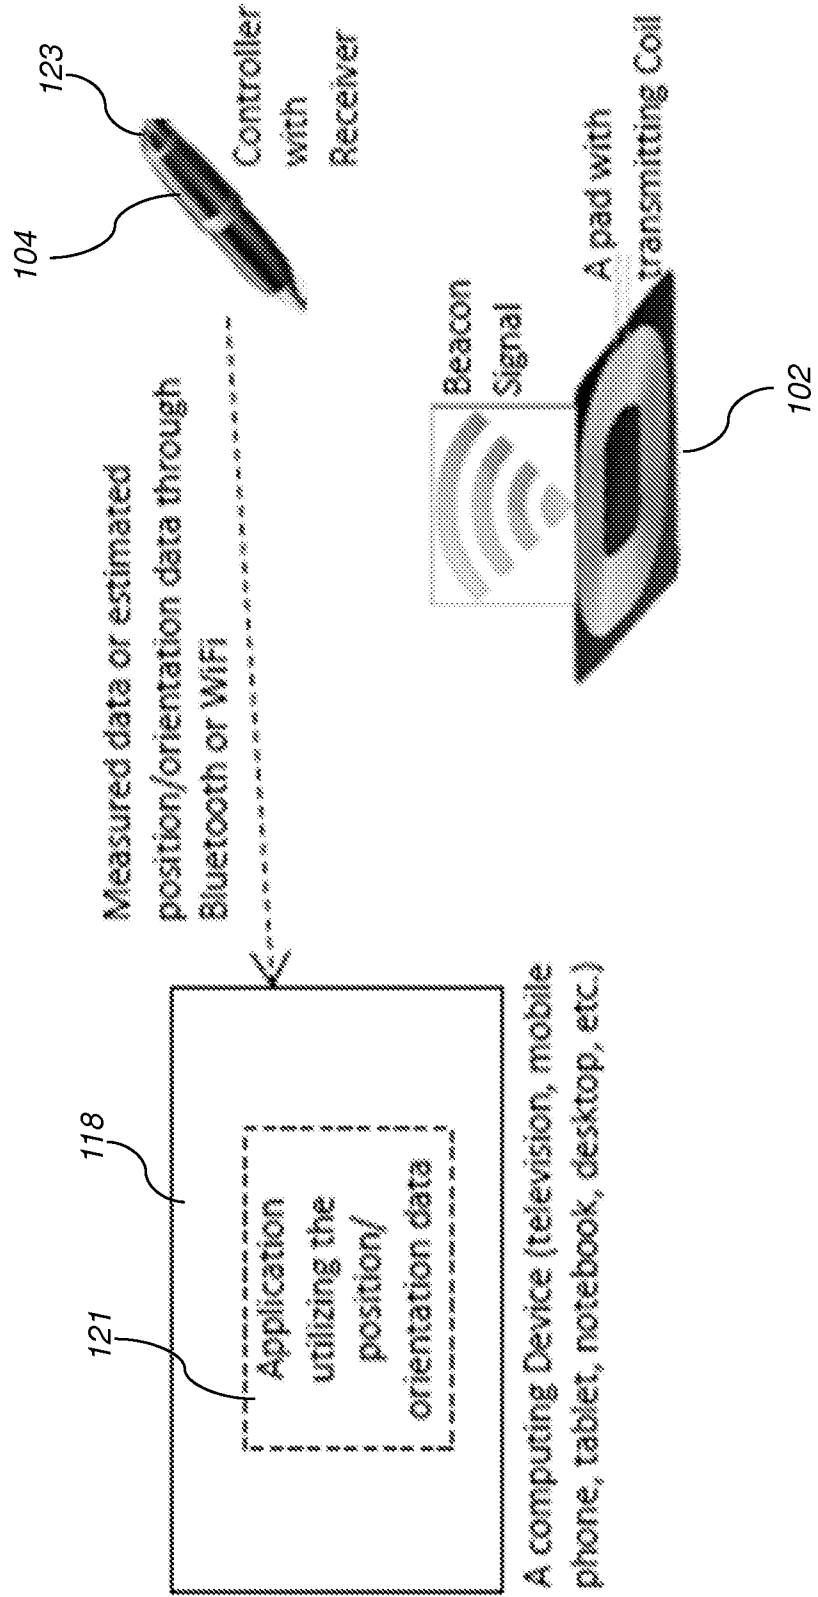 118
121
Application
utilizing the
position/
orientation data
A computing Device (television, mobile
phone, tablet, notebook, desktop, etc.)
Measured data or estimated
position/orientation data through
Bluetooth or WiFi
104
123
Controller
with
Receiver
Beacon
Signal
A pad with
transmitting Coil
102